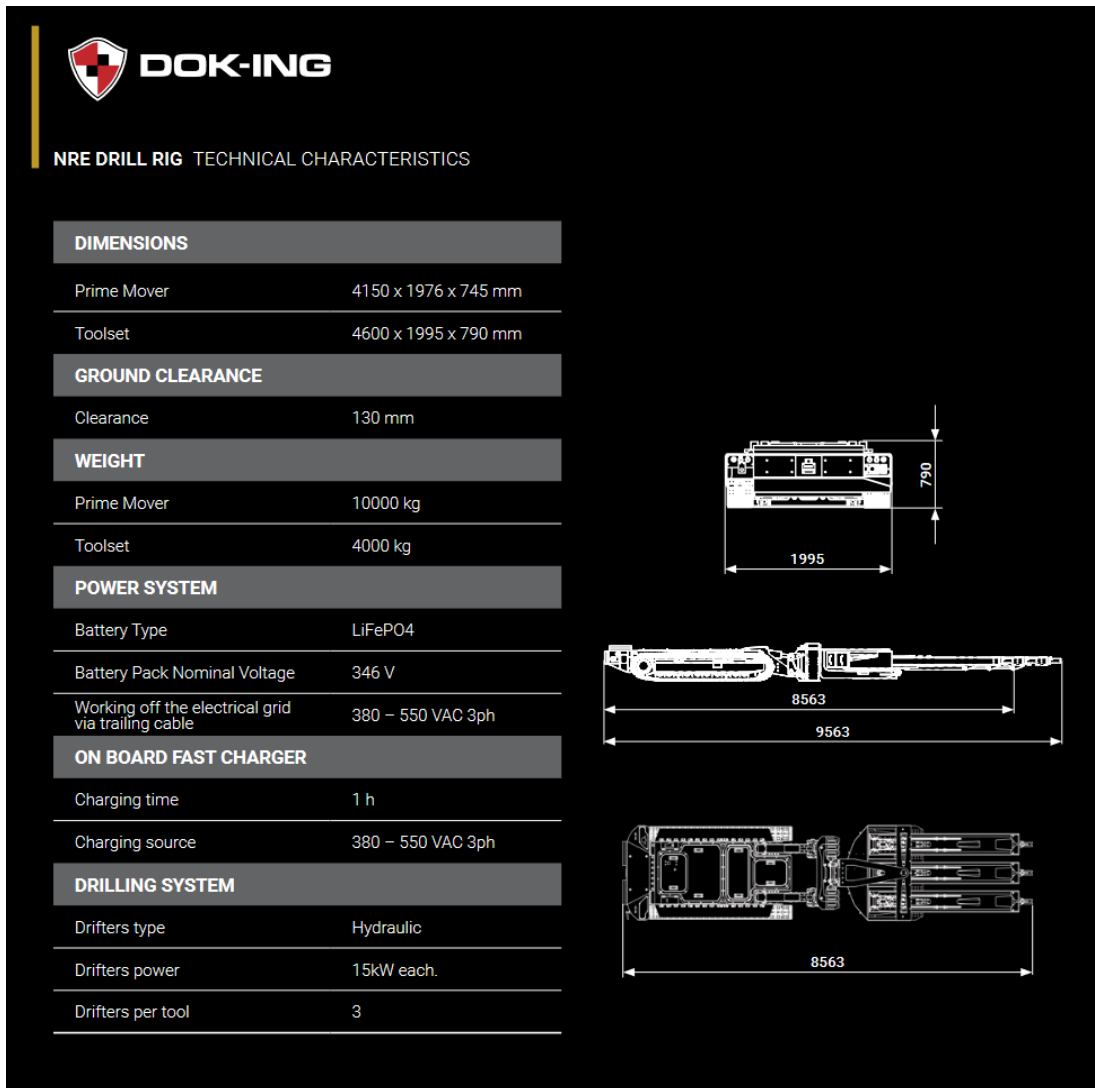 DOK-ING
NRE DRILL RIG TECHNICAL CHARACTERISTICS
DIMENSIONS
Prime Mover 4150 x 1976 x 745 mm
Toolset 4600 x 1995 x 790 mm
GROUND CLEARANCE
Clearance 130 mm
WEIGHT
Prime Mover 10000 kg
Toolset 4000 kg
POWER SYSTEM
Battery Type LiFePO4
Battery Pack Nominal Voltage 346 V
Working off the electrical grid
via trailing cable 380 – 550 VAC 3ph
ON BOARD FAST CHARGER
Charging time 1 h
Charging source 380 – 550 VAC 3ph
DRILLING SYSTEM
Drifters type Hydraulic
Drifters power 15kW each.
Drifters per tool 3
790
1995
8563
9563
8563